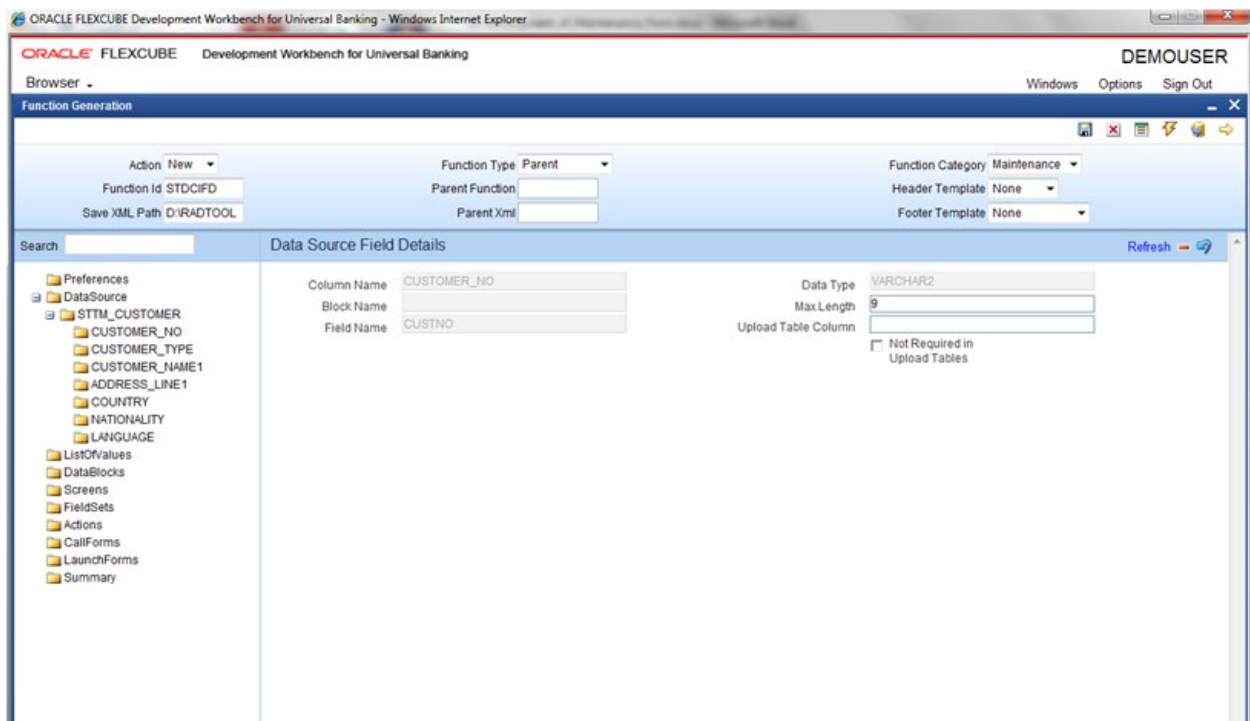 ORACLE FLEXCUBE Development Workbench for Universal Banking - Windows Internet Explorer
ORACLE FLEXCUBE Development Workbench for Universal Banking DEMOUSER
Browser Windows Options Sign Out
Function Generation
Action New Function Type Parent Function Category Maintenance
Function Id STDCIFD Parent Function Header Template None
Save XML Path D:\RADTOOL Parent Xml Footer Template None
Search Data Source Field Details Refresh
Preferences
DataSource
STTM_CUSTOMER
CUSTOMER_NO
CUSTOMER_TYPE
CUSTOMER_NAME1
ADDRESS_LINE1
COUNTRY
NATIONALITY
LANGUAGE
ListOfValues
DataBlocks
Screens
FieldSets
Actions
CallForms
LaunchForms
Summary
Column Name CUSTOMER_NO Data Type VARCHAR2
Block Name Max.Length 9
Field Name CUSTNO Upload Table Column
Not Required in
Upload Tables